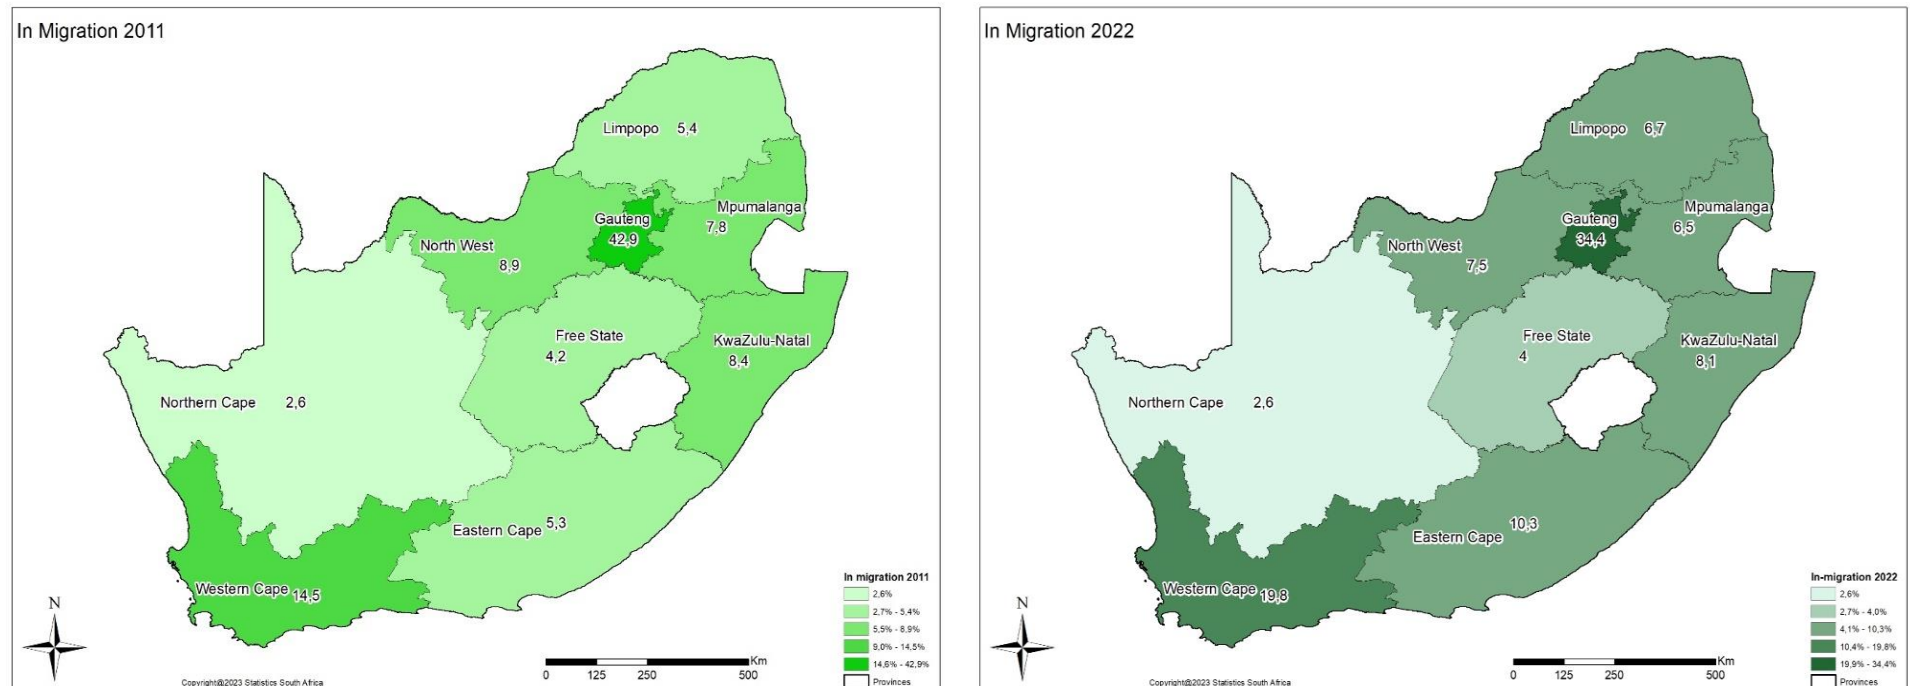 In Migration 2011
Limpopo 5,4
Mpumalanga
7,8
Gauteng
42,9
North West
8,9
Free State
4,2
KwaZulu-Natal
8,4
Northern Cape 2,6
Eastern Cape 5,3
Western Cape 14,5
In migration 2011
2,6%
2,7% - 5,4%
5,5% - 8,9%
9,0% - 14,5%
14,6% - 42,9%
Provinces
N
Km
0 125 250 500
Copyright@2023 Statistics South Africa
In Migration 2022
Limpopo 6,7
Mpumalanga
6,5
Gauteng
34,4
North West
7,5
Free State
4
KwaZulu-Natal
8,1
Northern Cape 2,6
Eastern Cape 10,3
Western Cape 19,8
In-migration 2022
2,6%
2,7% - 4,0%
4,1% - 10,3%
10,4% - 19,8%
19,9% - 34,4%
Provinces
N
Km
0 125 250 500
Copyright@2023 Statistics South Africa